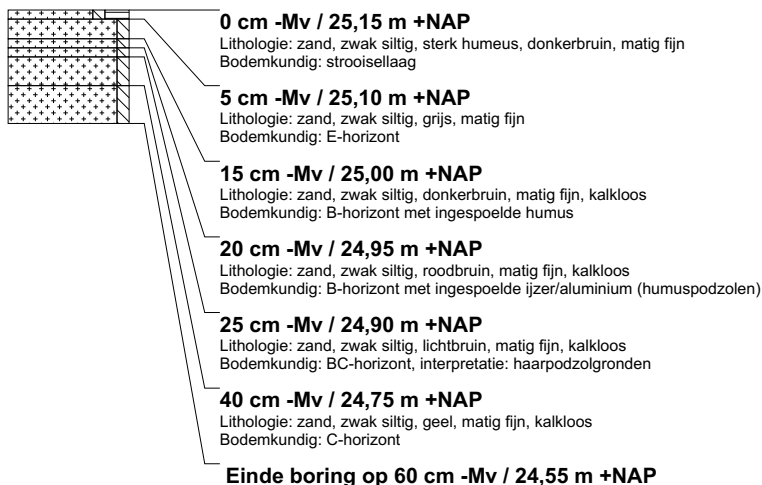 0 cm -Mv / 25,15 m +NAP
Lithologie: zand, zwak siltig, sterk humeus, donkerbruin, matig fijn
Bodemkundig: strooisellaag
5 cm -Mv / 25,10 m +NAP
Lithologie: zand, zwak siltig, grijs, matig fijn
Bodemkundig: E-horizont
15 cm -Mv / 25,00 m +NAP
Lithologie: zand, zwak siltig, donkerbruin, matig fijn, kalkloos
Bodemkundig: B-horizont met ingespoelde humus
20 cm -Mv / 24,95 m +NAP
Lithologie: zand, zwak siltig, roodbruin, matig fijn, kalkloos
Bodemkundig: B-horizont met ingespoelde ijzer/aluminium (humuspodzolen)
25 cm -Mv / 24,90 m +NAP
Lithologie: zand, zwak siltig, lichtbruin, matig fijn, kalkloos
Bodemkundig: BC-horizont, interpretatie: haarpodzolgronden
40 cm -Mv / 24,75 m +NAP
Lithologie: zand, zwak siltig, geel, matig fijn, kalkloos
Bodemkundig: C-horizont
Einde boring op 60 cm -Mv / 24,55 m +NAP